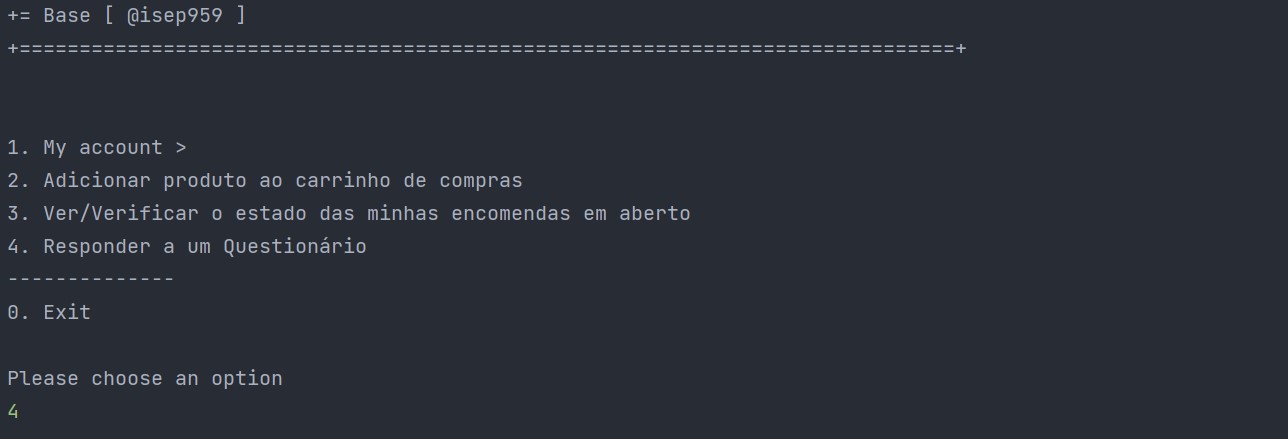 += Base [ @isep959 ]
+==============================================================================+
1. My account >
2. Adicionar produto ao carrinho de compras
3. Ver/Verificar o estado das minhas encomendas em aberto
4. Responder a um Questionário
--------------
0. Exit
Please choose an option
4